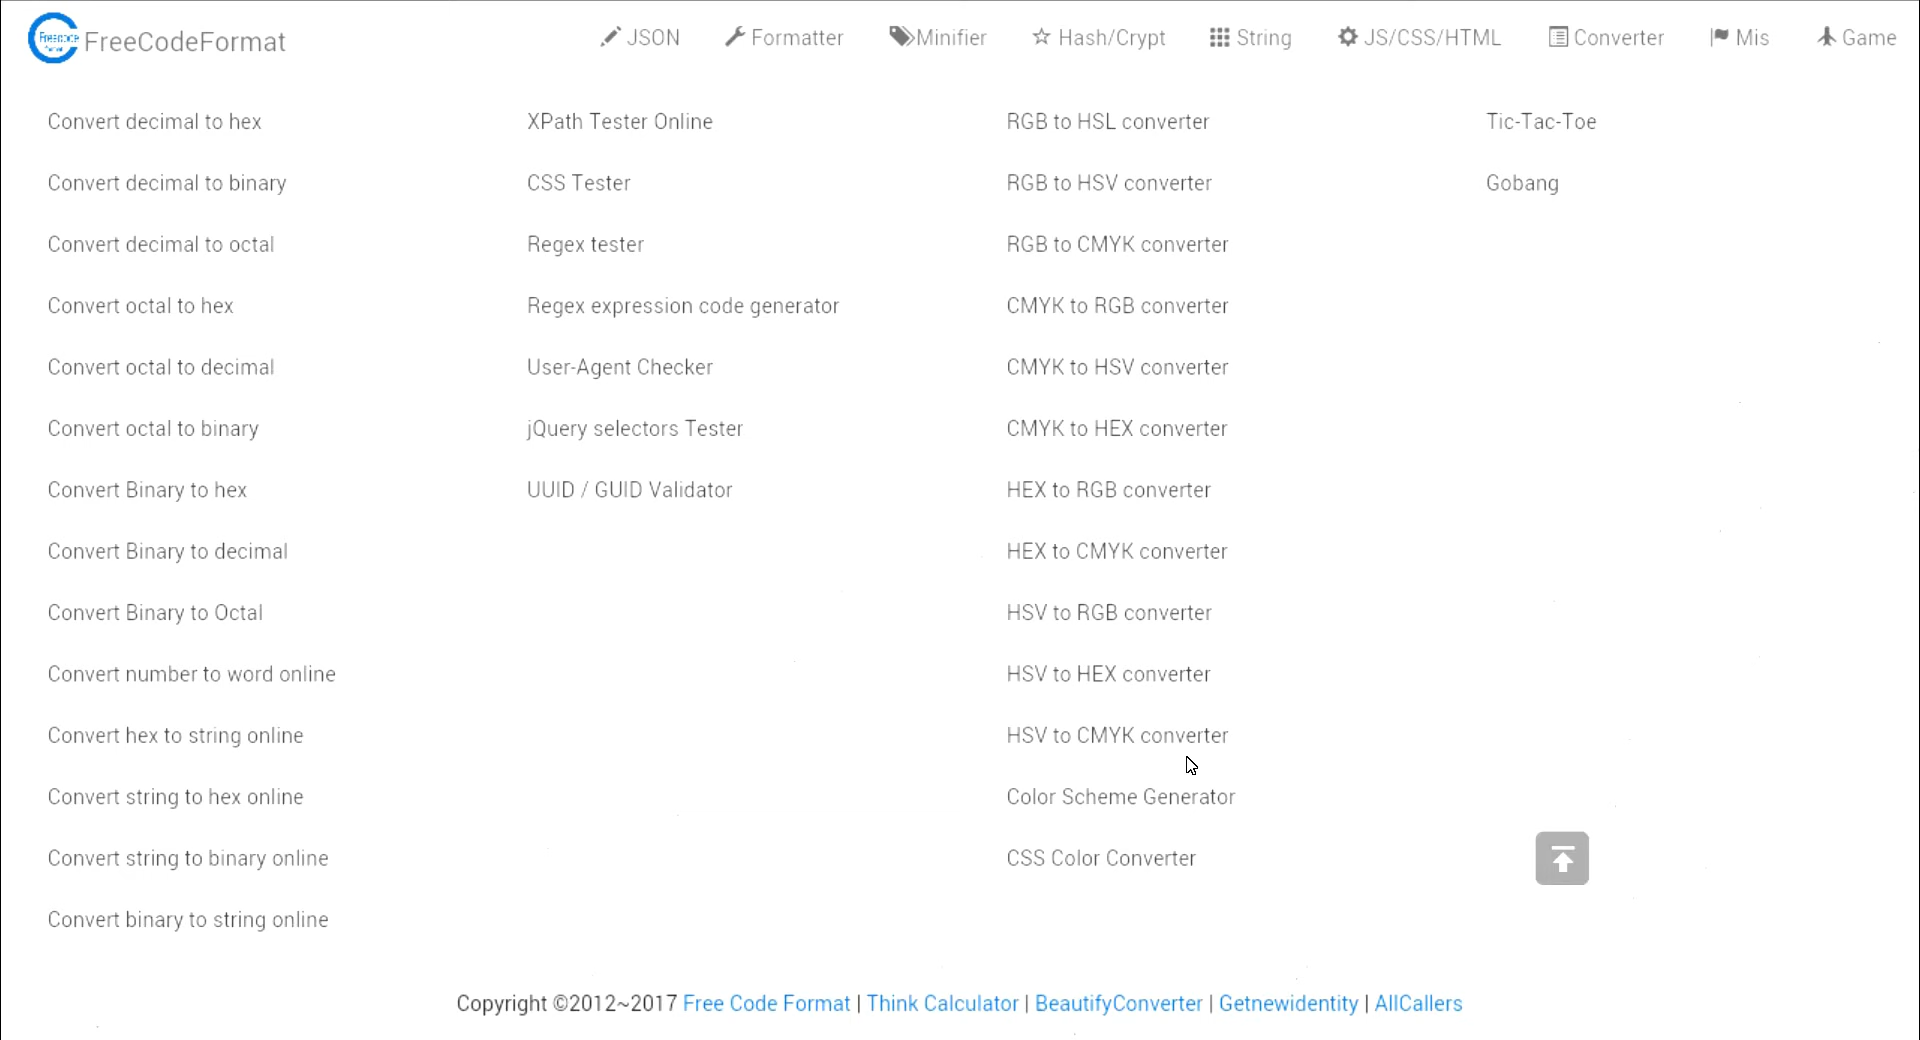 Freecode
Format
FreeCodeFormat
JSON
Formatter
Minifier
Hash/Crypt
String
JS/CSS/HTML
Converter
Mis
Game
Convert decimal to hex
Convert decimal to binary
Convert decimal to octal
Convert octal to hex
Convert octal to decimal
Convert octal to binary
Convert Binary to hex
Convert Binary to decimal
Convert Binary to Octal
Convert number to word online
Convert hex to string online
Convert string to hex online
Convert string to binary online
Convert binary to string online
XPath Tester Online
CSS Tester
Regex tester
Regex expression code generator
User-Agent Checker
jQuery selectors Tester
UUID / GUID Validator
RGB to HSL converter
RGB to HSV converter
RGB to CMYK converter
CMYK to RGB converter
CMYK to HSV converter
CMYK to HEX converter
HEX to RGB converter
HEX to CMYK converter
HSV to RGB converter
HSV to HEX converter
HSV to CMYK converter
Color Scheme Generator
CSS Color Converter
Tic-Tac-Toe
Gobang
Copyright ©2012~2017 Free Code Format | Think Calculator | BeautifyConverter | Getnewidentity | AllCallers